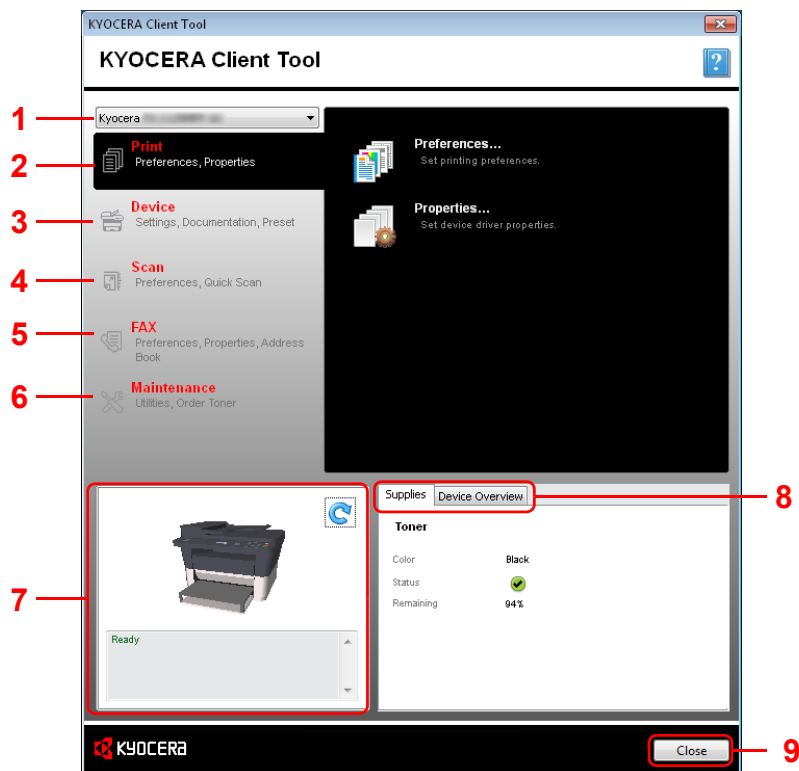 KYOCERA Client Tool
KYOCERA Client Tool
?
1
Kyocera
2
Print
Preferences, Properties
3
Device
Settings, Documentation, Preset
4
Scan
Preferences, Quick Scan
5
FAX
Preferences, Properties, Address
Book
6
Maintenance
Utilities, Order Toner
Preferences...
Set printing preferences.
Properties...
Set device driver properties.
7
Ready
Supplies
Device Overview
8
Toner
Color Black
Status
Remaining 94%
KYOCERA
Close
9